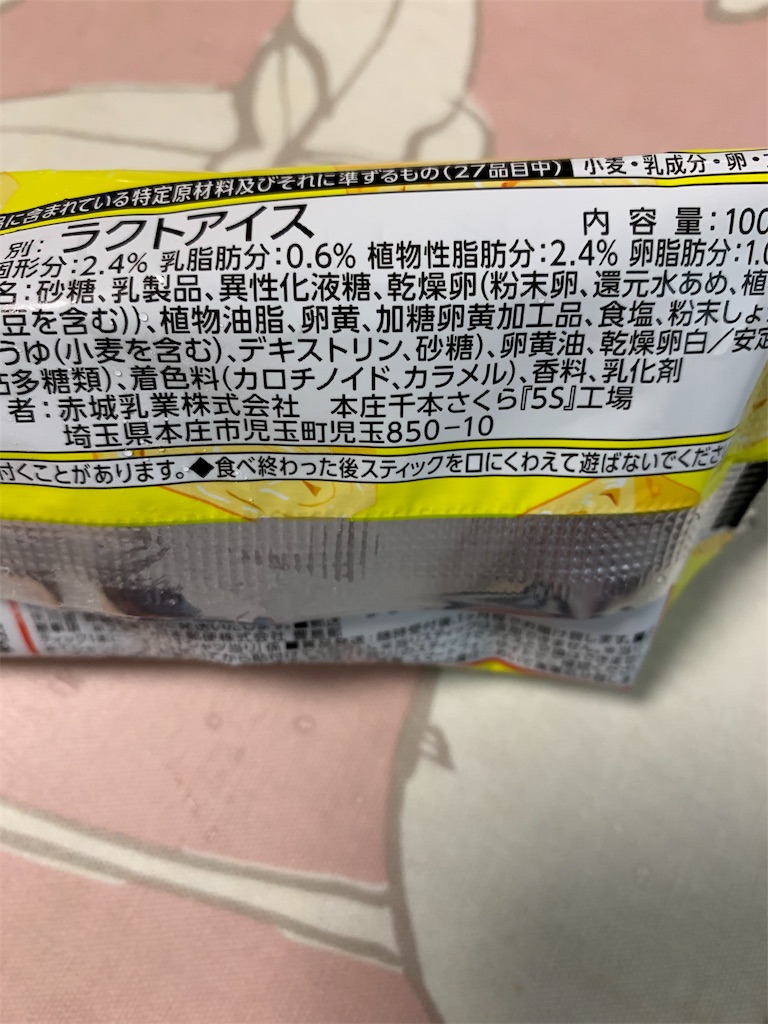 に含まれている特定原材料及びそれに準ずるもの(27品目中) 小麦・乳成分・卵・
別: ラクトアイス 内容量:100
固形分:2.4% 乳脂肪分:0.6% 植物性脂肪分:2.4% 卵脂肪分:1.
名:砂糖、乳製品、異性化液糖、乾燥卵(粉末卵、還元水あめ、植
豆を含む))、植物油脂、卵黄、加糖卵黄加工品、食塩、粉末しょ
うゆ(小麦を含む)、デキストリン、砂糖)、卵黄油、乾燥卵白/安定
多糖類)、着色料(カロチノイド、カラメル)、香料、乳化剤
者:赤城乳業株式会社 本庄千本さくら『5S』工場
埼玉県本庄市児玉町児玉850-10
付くことがあります。◆食べ終わった後スティックを口にくわえて遊ばないでくださ